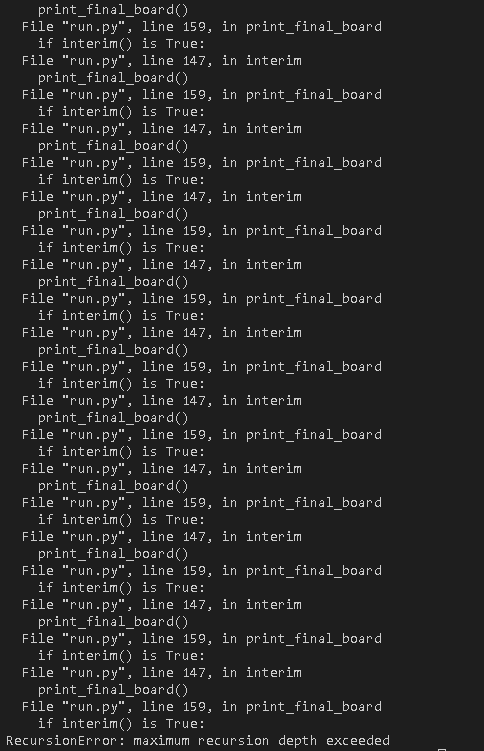 print_final_board()
File "run.py", line 159, in print_final_board
if interim() is True:
File "run.py", line 147, in interim
print_final_board()
File "run.py", line 159, in print_final_board
if interim() is True:
File "run.py", line 147, in interim
print_final_board()
File "run.py", line 159, in print_final_board
if interim() is True:
File "run.py", line 147, in interim
print_final_board()
File "run.py", line 159, in print_final_board
if interim() is True:
File "run.py", line 147, in interim
print_final_board()
File "run.py", line 159, in print_final_board
if interim() is True:
File "run.py", line 147, in interim
print_final_board()
File "run.py", line 159, in print_final_board
if interim() is True:
File "run.py", line 147, in interim
print_final_board()
File "run.py", line 159, in print_final_board
if interim() is True:
File "run.py", line 147, in interim
print_final_board()
File "run.py", line 159, in print_final_board
if interim() is True:
File "run.py", line 147, in interim
print_final_board()
File "run.py", line 159, in print_final_board
if interim() is True:
File "run.py", line 147, in interim
print_final_board()
File "run.py", line 159, in print_final_board
if interim() is True:
File "run.py", line 147, in interim
print_final_board()
File "run.py", line 159, in print_final_board
if interim() is True:
RecursionError: maximum recursion depth exceeded